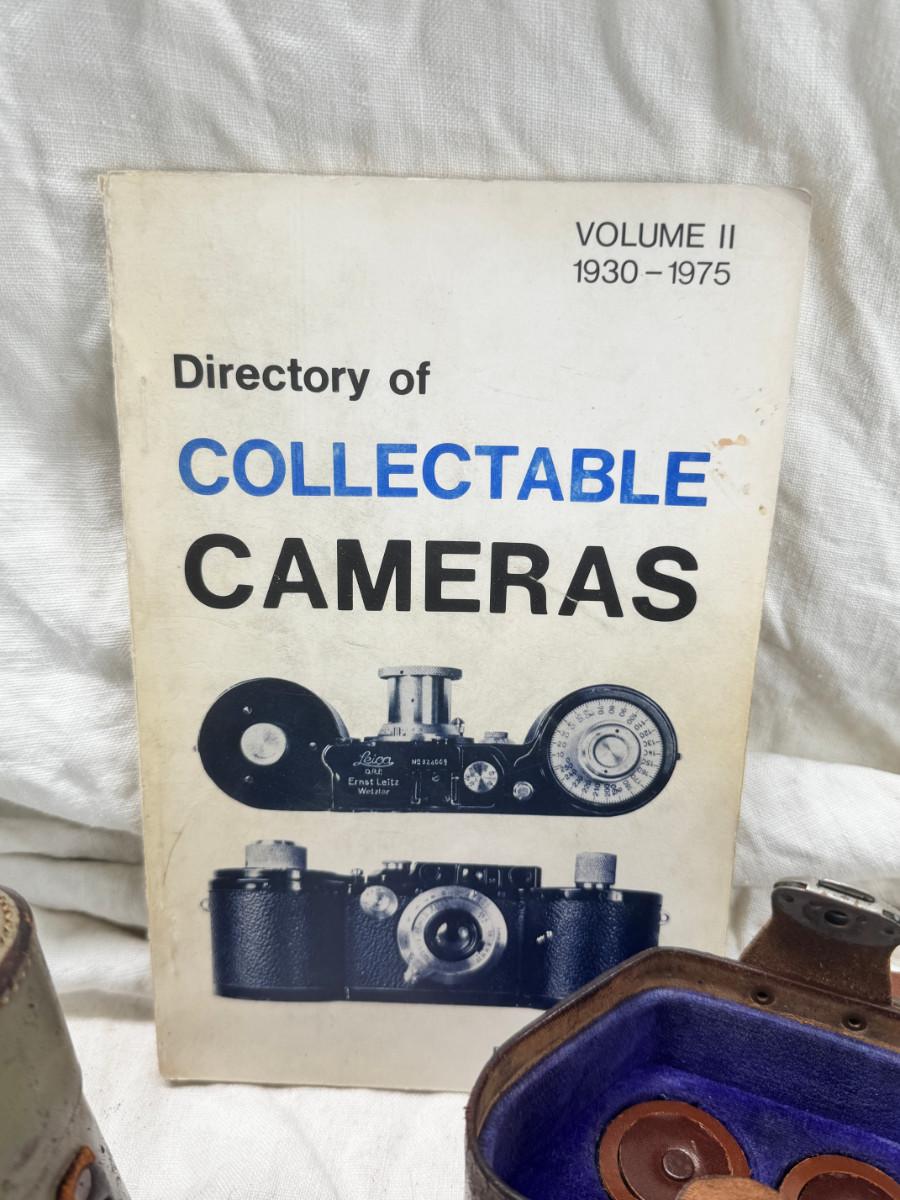 VOLUME II
1930 – 1975
Directory of
COLLECTABLE
CAMERAS
Leica
D.R.P.
Ernst Leitz
Wetzlar